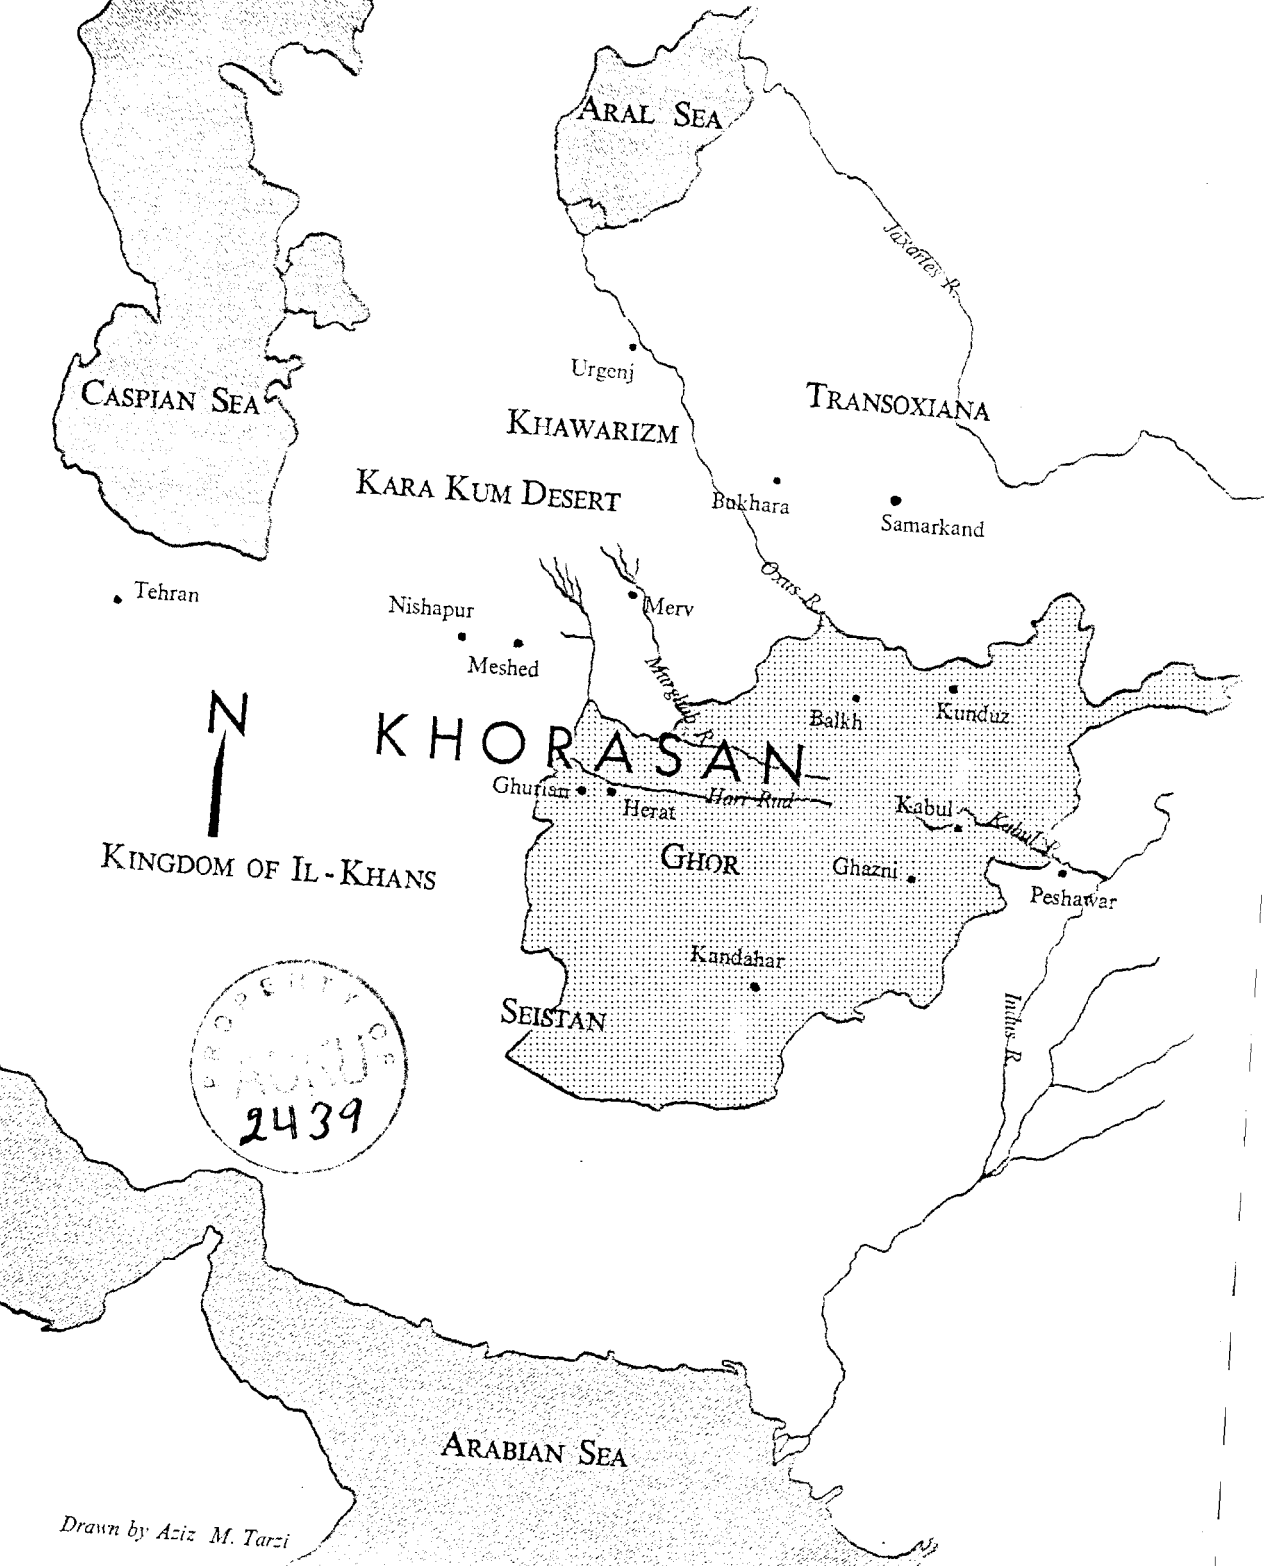 ARAL SEA
Jaxartes R.
Urgenj
CASPIAN SEA
TRANSOXIANA
KHAWARIZM
KARA KUM DESERT
Bukhara
Samarkand
Oxus R.
Tehran
Nishapur
Merv
Meshed
Murghab R.
N
Balkh
Kunduz
KHORASAN
Ghurian
Herat
Hari Rud
Kabul
Kabul R.
KINGDOM OF IL-KHANS
GHOR
Ghazni
Peshawar
Kandahar
SEISTAN
Indus R.
PROPERTY OF
ACKU
2439
ARABIAN SEA
Drawn by Aziz M. Tarzi